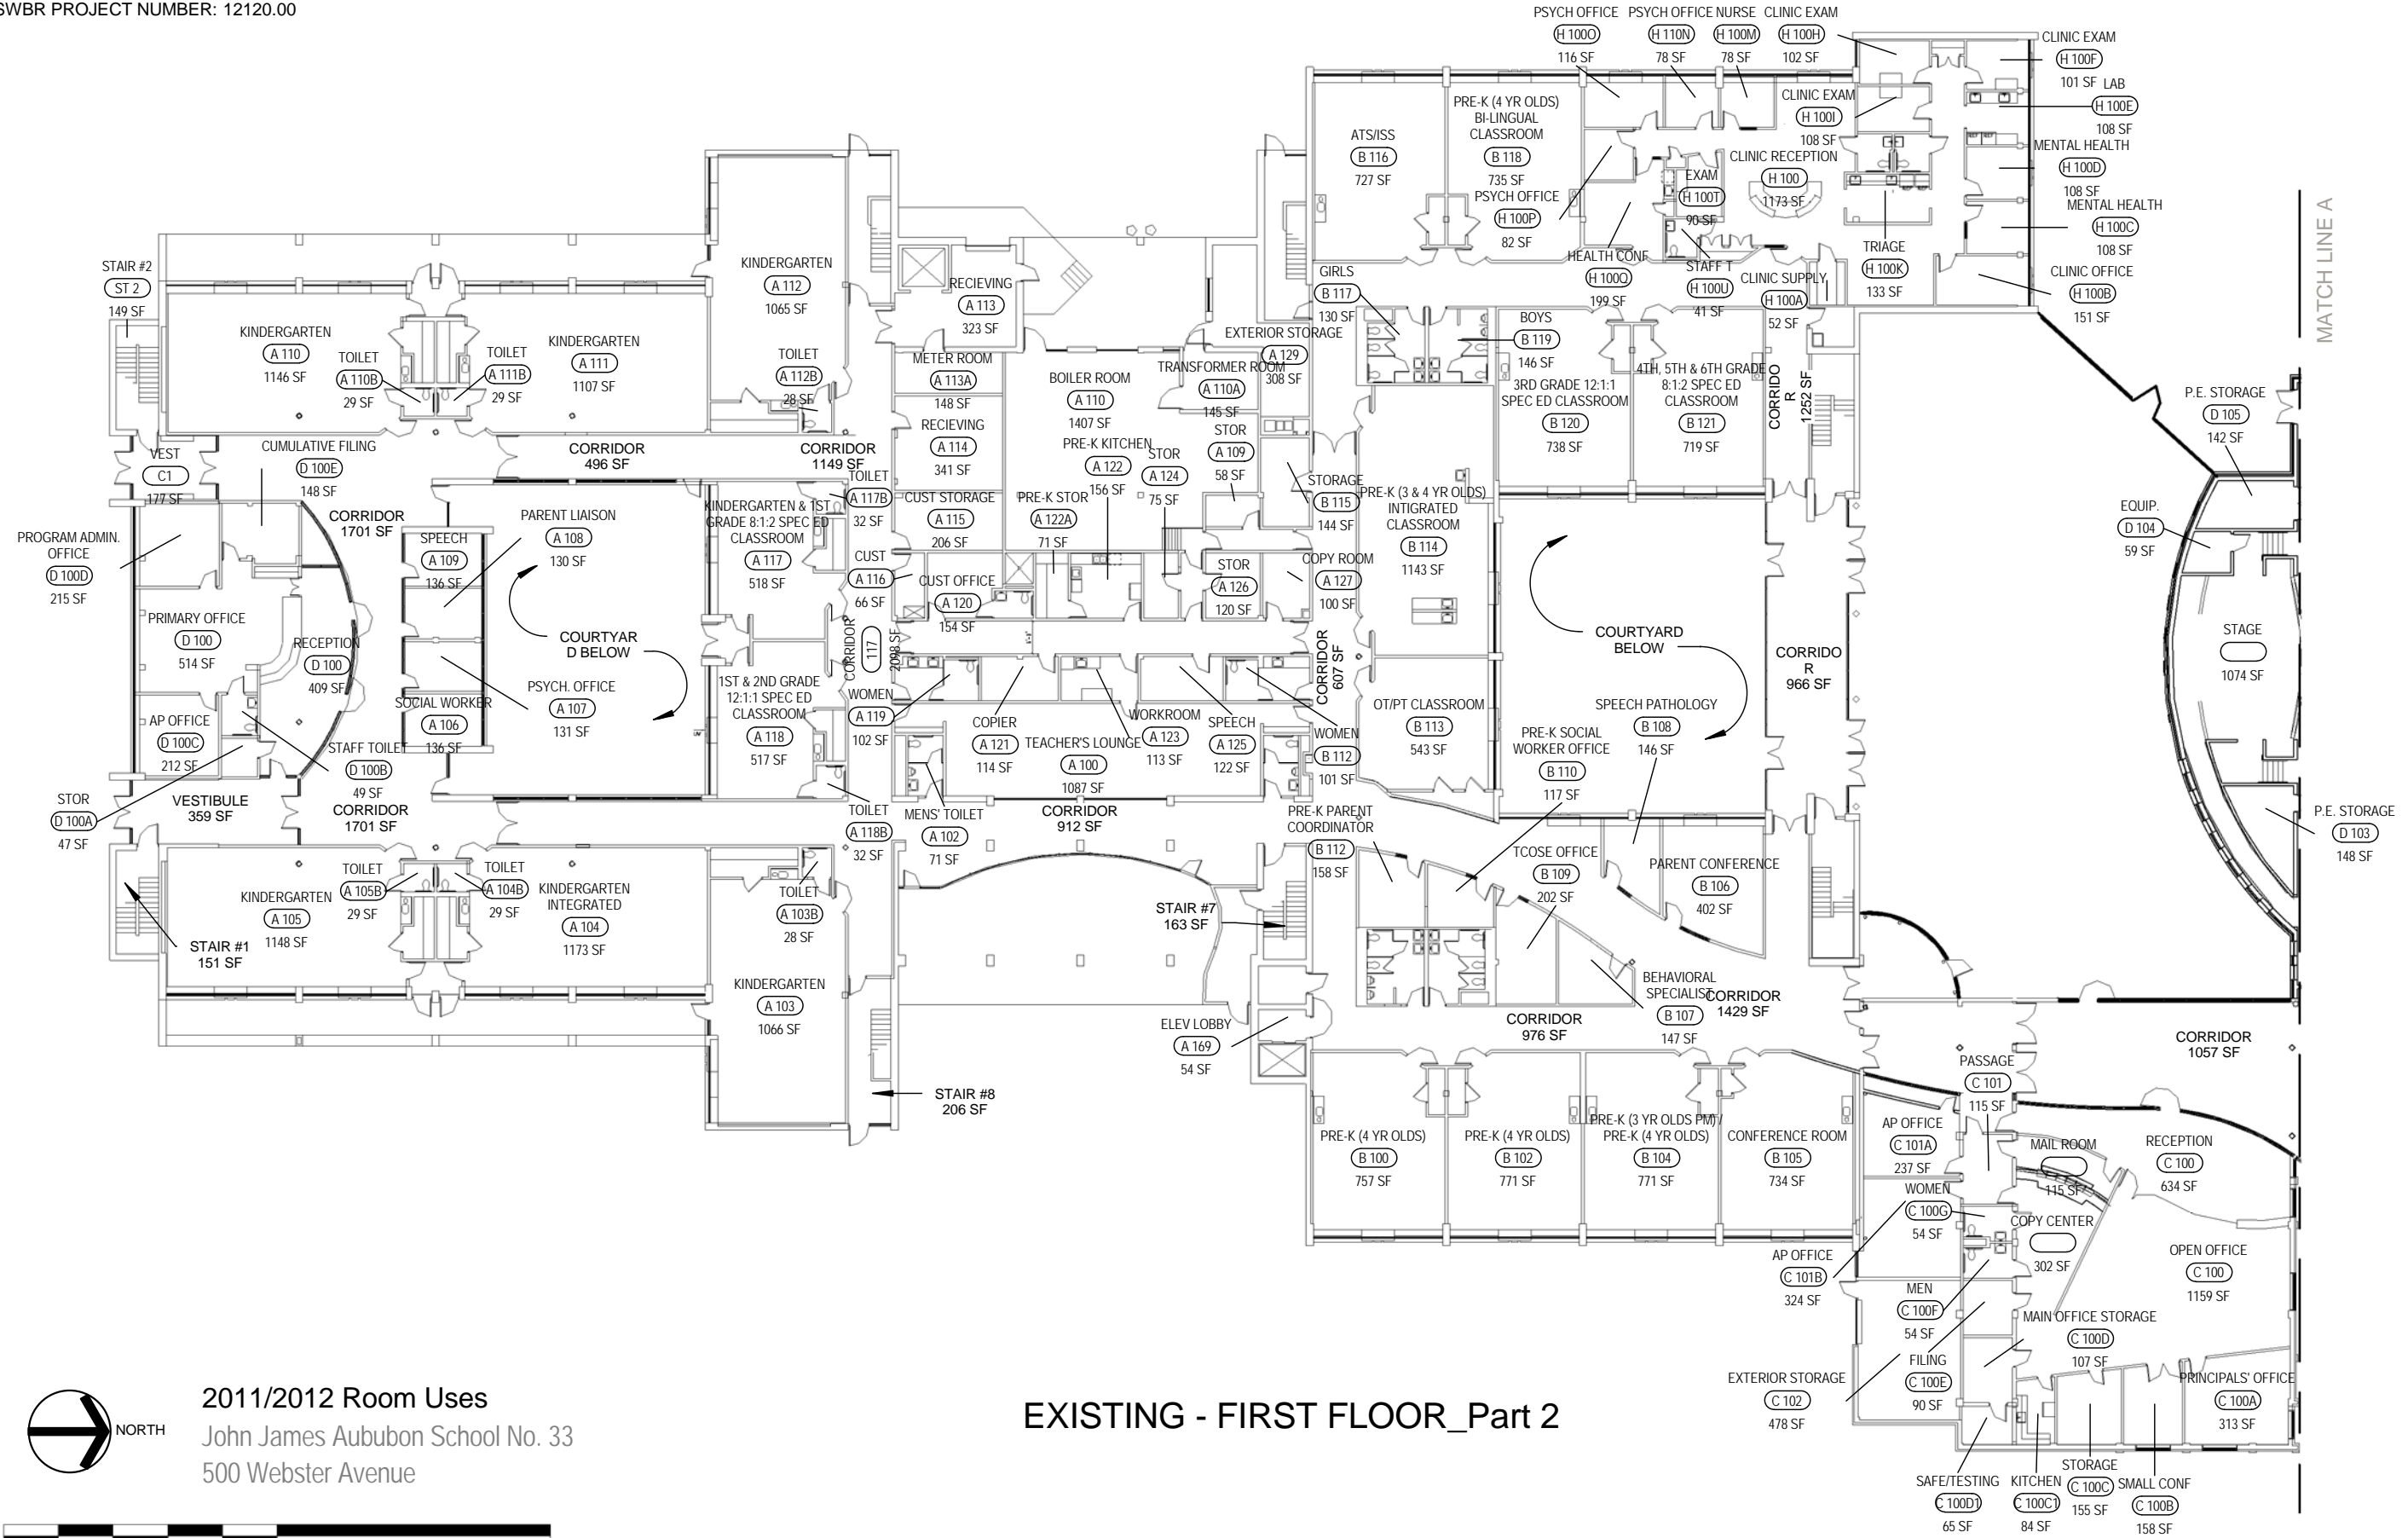 SWBR PROJECT NUMBER: 12120.00
PSYCH OFFICE
H 100O
116 SF
PSYCH OFFICE
H 110N
78 SF
NURSE
H 100M
78 SF
CLINIC EXAM
H 100H
102 SF
CLINIC EXAM
H 100F
101 SF
LAB
H 100E
108 SF
CLINIC EXAM
H 100I
108 SF
MENTAL HEALTH
H 100D
108 SF
MENTAL HEALTH
H 100C
108 SF
CLINIC OFFICE
H 100B
151 SF
CLINIC RECEPTION
H 100
1173 SF
TRIAGE
H 100K
133 SF
EXAM
H 100T
90 SF
STAFF T
H 100U
41 SF
CLINIC SUPPLY
H 100A
52 SF
HEALTH CONF
H 100Q
199 SF
PSYCH OFFICE
H 100P
82 SF
ATS/ISS
B 116
727 SF
PRE-K (4 YR OLDS)
BI-LINGUAL
CLASSROOM
B 118
735 SF
MATCH LINE A
STAIR #2
ST 2
149 SF
KINDERGARTEN
A 110
1146 SF
TOILET
A 110B
29 SF
TOILET
A 111B
29 SF
KINDERGARTEN
A 111
1107 SF
KINDERGARTEN
A 112
1065 SF
TOILET
A 112B
28 SF
RECIEVING
A 113
323 SF
METER ROOM
A 113A
148 SF
RECIEVING
A 114
341 SF
BOILER ROOM
A 110
1407 SF
TRANSFORMER ROOM
A 110A
145 SF
EXTERIOR STORAGE
A 129
308 SF
GIRLS
B 117
130 SF
BOYS
B 119
146 SF
3RD GRADE 12:1:1
SPEC ED CLASSROOM
B 120
738 SF
4TH, 5TH & 6TH GRADE
8:1:2 SPEC ED
CLASSROOM
B 121
719 SF
CORRIDO
R
1252 SF
P.E. STORAGE
D 105
142 SF
EQUIP.
D 104
59 SF
STAGE
1074 SF
P.E. STORAGE
D 103
148 SF
VEST
C1
177 SF
CUMULATIVE FILING
D 100E
148 SF
CORRIDOR
496 SF
CORRIDOR
1149 SF
CORRIDOR
1701 SF
PROGRAM ADMIN.
OFFICE
D 100D
215 SF
PRIMARY OFFICE
D 100
514 SF
RECEPTION
D 100
409 SF
AP OFFICE
D 100C
212 SF
STAFF TOILET
D 100B
49 SF
STOR
D 100A
47 SF
VESTIBULE
359 SF
CORRIDOR
1701 SF
SPEECH
A 109
136 SF
PARENT LIAISON
A 108
130 SF
COURTYAR
D BELOW
PSYCH. OFFICE
A 107
131 SF
SOCIAL WORKER
A 106
136 SF
KINDERGARTEN & 1ST
GRADE 8:1:2 SPEC ED
CLASSROOM
A 117
518 SF
TOILET
A 117B
32 SF
1ST & 2ND GRADE
12:1:1 SPEC ED
CLASSROOM
A 118
517 SF
TOILET
A 118B
32 SF
CORRIDOR
117
2098 SF
CUST STORAGE
A 115
206 SF
CUST
A 116
66 SF
CUST OFFICE
A 120
154 SF
PRE-K STOR
A 122A
71 SF
PRE-K KITCHEN
A 122
156 SF
STOR
A 124
75 SF
STOR
A 109
58 SF
STORAGE
B 115
144 SF
STOR
A 126
120 SF
COPY ROOM
A 127
100 SF
PRE-K (3 & 4 YR OLDS)
INTIGRATED
CLASSROOM
B 114
1143 SF
COURTYARD
BELOW
CORRIDO
R
966 SF
WOMEN
A 119
102 SF
COPIER
A 121
114 SF
WORKROOM
A 123
113 SF
SPEECH
A 125
122 SF
TEACHER'S LOUNGE
A 100
1087 SF
CORRIDOR
607 SF
WOMEN
B 112
101 SF
OT/PT CLASSROOM
B 113
543 SF
PRE-K SOCIAL
WORKER OFFICE
B 110
117 SF
SPEECH PATHOLOGY
B 108
146 SF
MENS' TOILET
A 102
71 SF
CORRIDOR
912 SF
PRE-K PARENT
COORDINATOR
B 112
158 SF
TCOSE OFFICE
B 109
202 SF
PARENT CONFERENCE
B 106
402 SF
BEHAVIORAL
SPECIALIST
B 107
147 SF
CORRIDOR
1429 SF
CORRIDOR
976 SF
STAIR #1
151 SF
KINDERGARTEN
A 105
1148 SF
TOILET
A 105B
29 SF
TOILET
A 104B
29 SF
KINDERGARTEN
INTEGRATED
A 104
1173 SF
TOILET
A 103B
28 SF
KINDERGARTEN
A 103
1066 SF
STAIR #7
163 SF
ELEV LOBBY
A 169
54 SF
STAIR #8
206 SF
PRE-K (4 YR OLDS)
B 100
757 SF
PRE-K (4 YR OLDS)
B 102
771 SF
PRE-K (3 YR OLDS PM) /
PRE-K (4 YR OLDS)
B 104
771 SF
CONFERENCE ROOM
B 105
734 SF
CORRIDOR
1057 SF
PASSAGE
C 101
115 SF
AP OFFICE
C 101A
237 SF
MAIL ROOM
115 SF
RECEPTION
C 100
634 SF
WOMEN
C 100G
54 SF
COPY CENTER
302 SF
OPEN OFFICE
C 100
1159 SF
AP OFFICE
C 101B
324 SF
MEN
C 100F
54 SF
MAIN OFFICE STORAGE
C 100D
107 SF
EXTERIOR STORAGE
C 102
478 SF
FILING
C 100E
90 SF
PRINCIPALS' OFFICE
C 100A
313 SF
SAFE/TESTING
C 100D1
65 SF
KITCHEN
C 100C1
84 SF
STORAGE
C 100C
155 SF
SMALL CONF
C 100B
158 SF
NORTH
2011/2012 Room Uses
John James Aububon School No. 33
500 Webster Avenue
EXISTING - FIRST FLOOR_Part 2